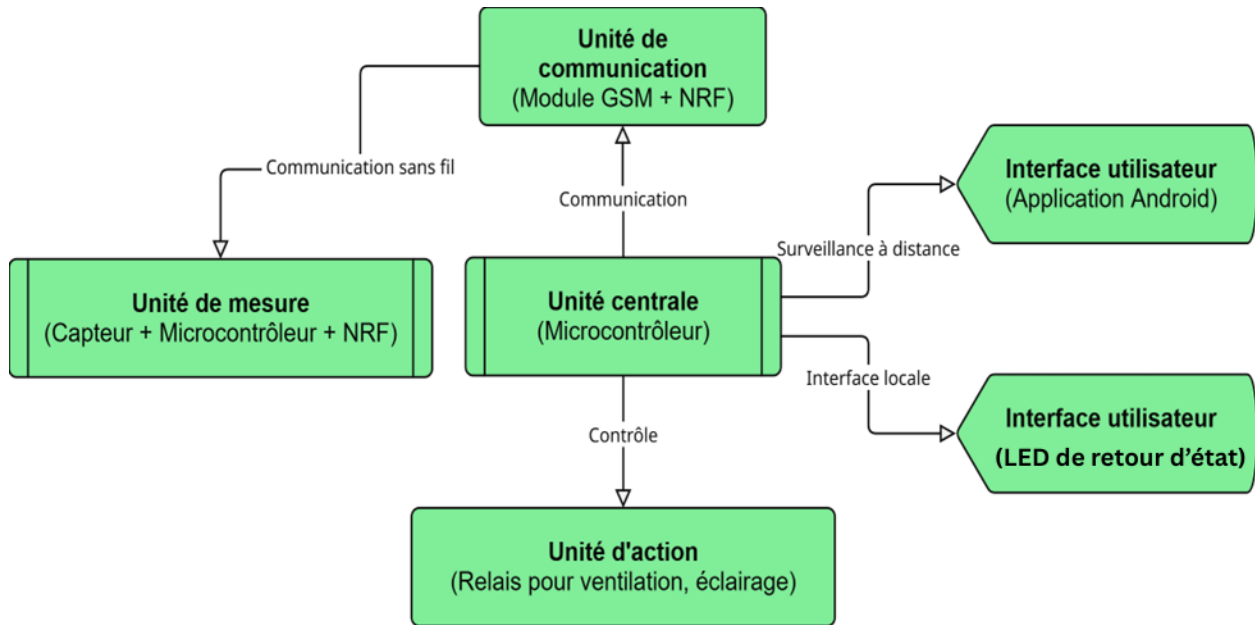 Unité de
communication
(Module GSM + NRF)
Communication sans fil
Communication
Interface utilisateur
(Application Android)
Surveillance à distance
Unité de mesure
(Capteur + Microcontrôleur + NRF)
Unité centrale
(Microcontrôleur)
Interface locale
Interface utilisateur
(LED de retour d’état)
Contrôle
Unité d'action
(Relais pour ventilation, éclairage)